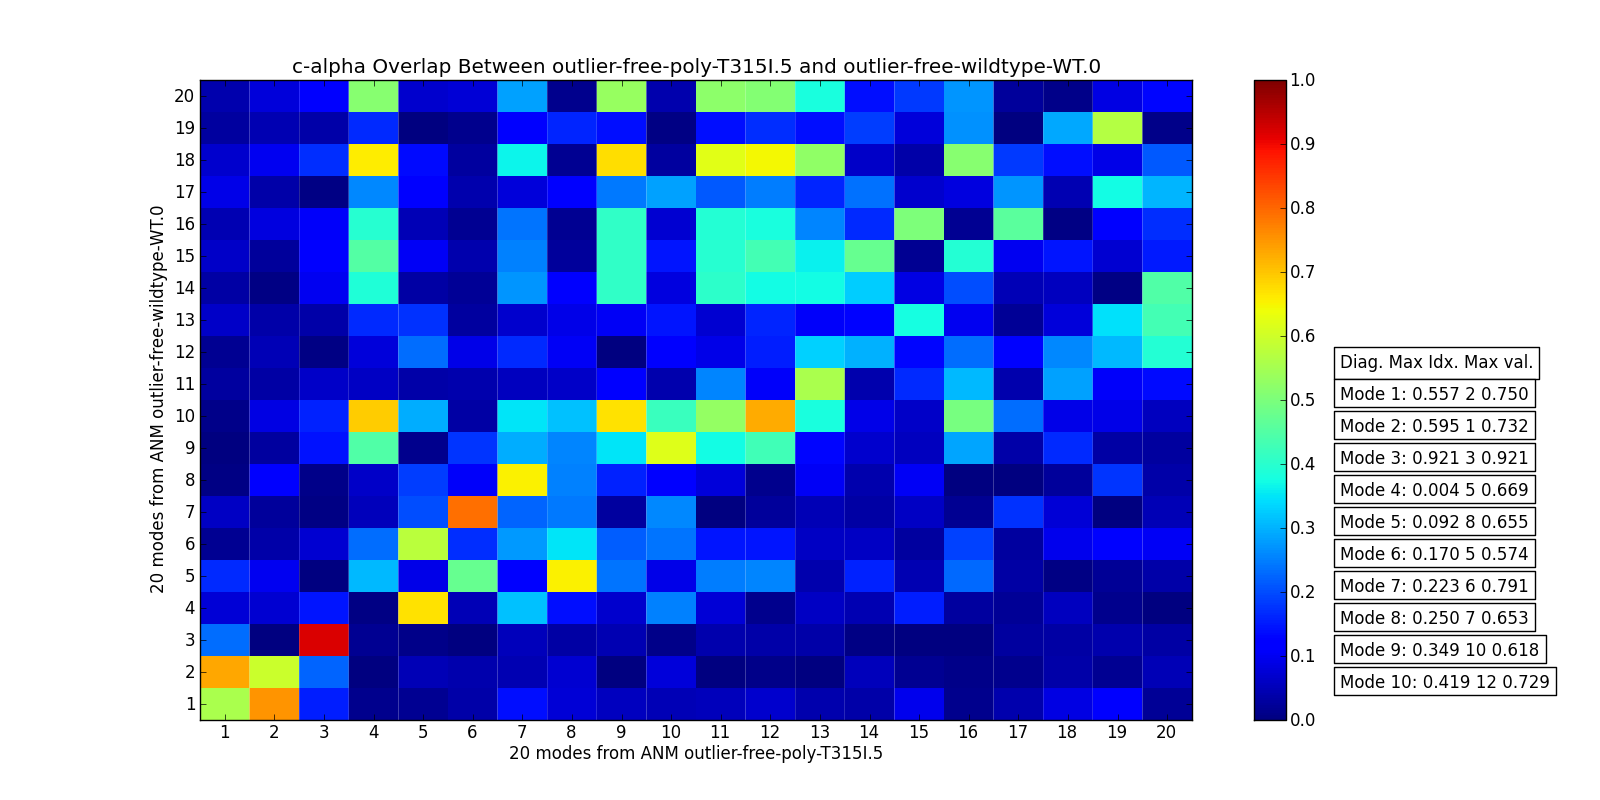 c-alpha Overlap Between outlier-free-poly-T315I.5 and outlier-free-wildtype-WT.0
20 modes from ANM outlier-free-wildtype-WT.0
20
19
18
17
16
15
14
13
12
11
10
9
8
7
6
5
4
3
2
1
1 2 3 4 5 6 7 8 9 10 11 12 13 14 15 16 17 18 19 20
20 modes from ANM outlier-free-poly-T315I.5
1.0
0.9
0.8
0.7
0.6
0.5
0.4
0.3
0.2
0.1
0.0
Diag. Max Idx. Max val.
Mode 1: 0.557 2 0.750
Mode 2: 0.595 1 0.732
Mode 3: 0.921 3 0.921
Mode 4: 0.004 5 0.669
Mode 5: 0.092 8 0.655
Mode 6: 0.170 5 0.574
Mode 7: 0.223 6 0.791
Mode 8: 0.250 7 0.653
Mode 9: 0.349 10 0.618
Mode 10: 0.419 12 0.729